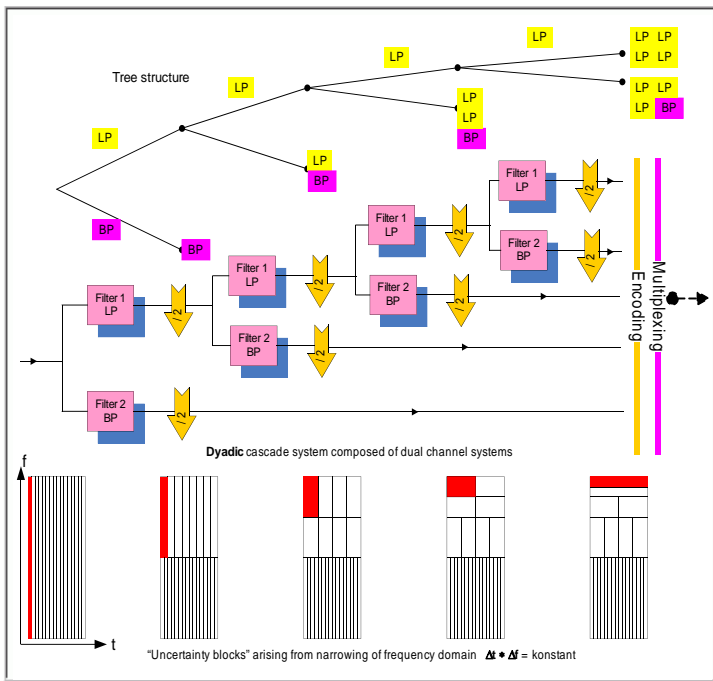 LP
LP LP
LP LP
LP
Tree structure
LP
LP LP
LP BP
LP
LP
BP
LP
LP
BP
BP
BP
Filter 1
LP
/ 2
Filter 1
LP
/ 2
Filter 2
BP
/ 2
Filter 1
LP
/ 2
Filter 2
BP
/ 2
Filter 1
LP
/ 2
Filter 2
BP
/ 2
Filter 2
BP
/ 2
Encoding
Multiplexing
Dyadic cascade system composed of dual channel systems
f
t
“Uncertainty blocks” arising from narrowing of frequency domain Δt * Δf = konstant